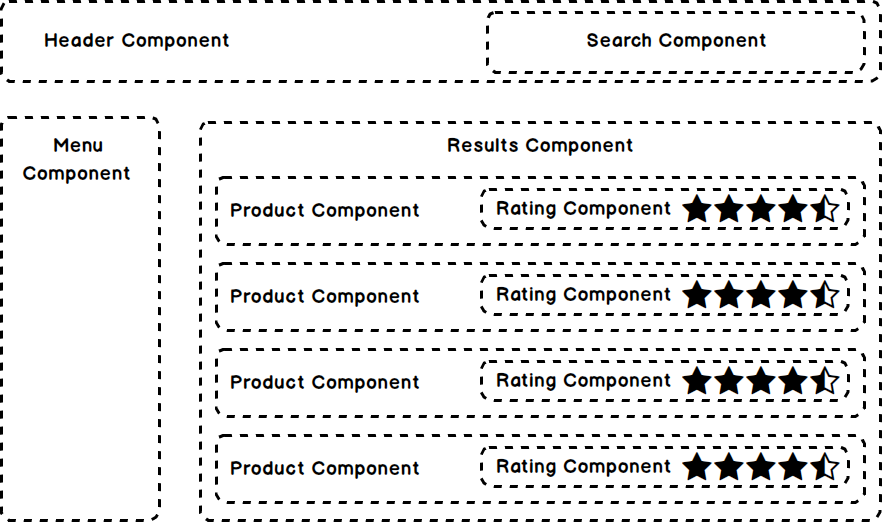 Header Component
Search Component
Menu
Component
Results Component
Product Component
Rating Component
Product Component
Rating Component
Product Component
Rating Component
Product Component
Rating Component